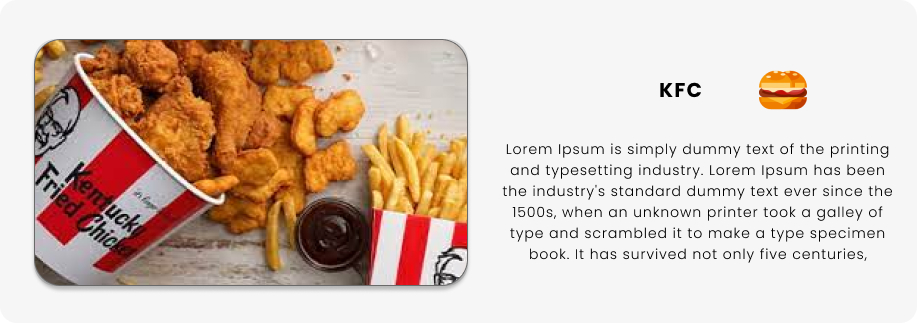 Kentucky
Fried Chicken
KFC
Lorem Ipsum is simply dummy text of the printing
and typesetting industry. Lorem Ipsum has been
the industry's standard dummy text ever since the
1500s, when an unknown printer took a galley of
type and scrambled it to make a type specimen
book. It has survived not only five centuries,